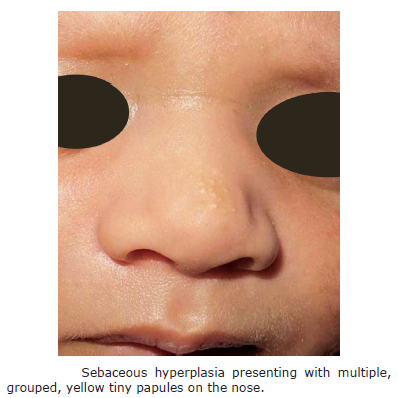 Sebaceous hyperplasia presenting with multiple,
grouped, yellow tiny papules on the nose.